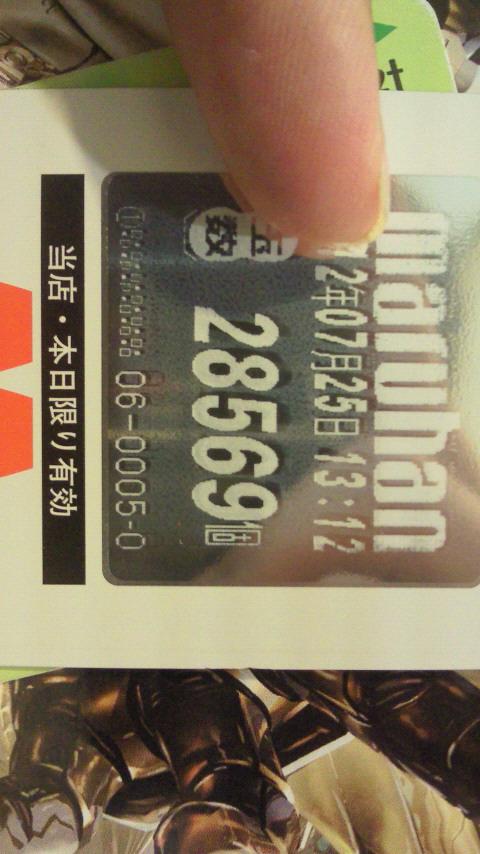 maruhan
2年07月25日 13:12
玉数
28569個
06-0005-0
当店・本日限り有効